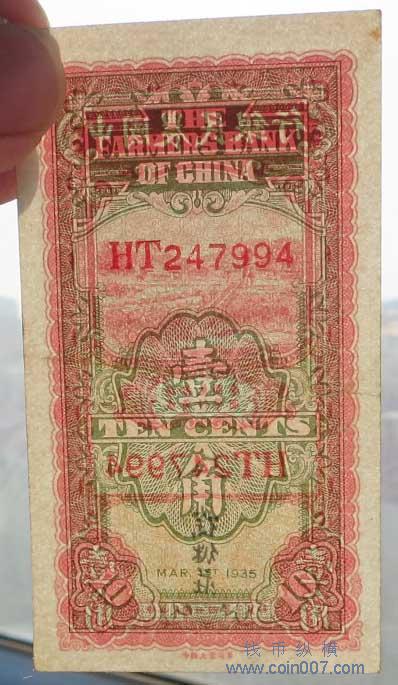 THE
FARMERS BANK
OF CHINA
HT247994
壹
TEN CENTS
HT247994
角
MAR. 1ST 1935
10 10
钱币纵横
www.coin007.com